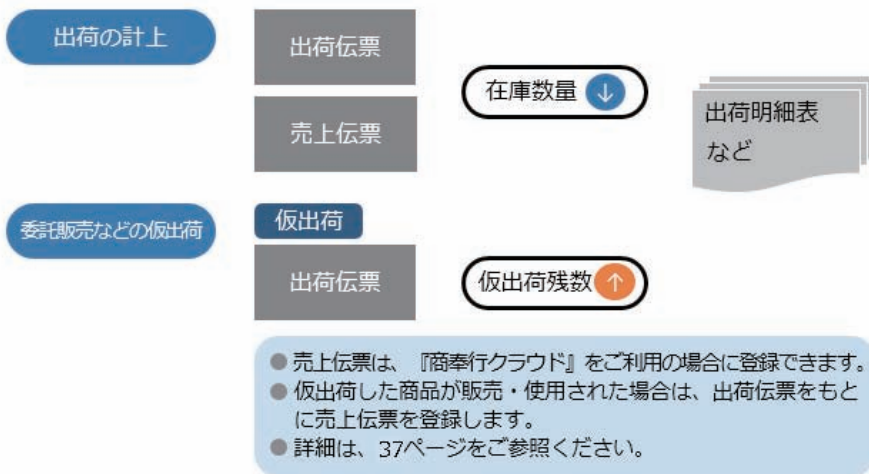 出荷の計上
出荷伝票
売上伝票
在庫数量
出荷明細表
など
委託販売などの仮出荷
仮出荷
出荷伝票
仮出荷残数
売上伝票は、『商奉行クラウド』をご利用の場合に登録できます。
仮出荷した商品が販売・使用された場合は、出荷伝票をもと
に売上伝票を登録します。
詳細は、37ページをご参照ください。